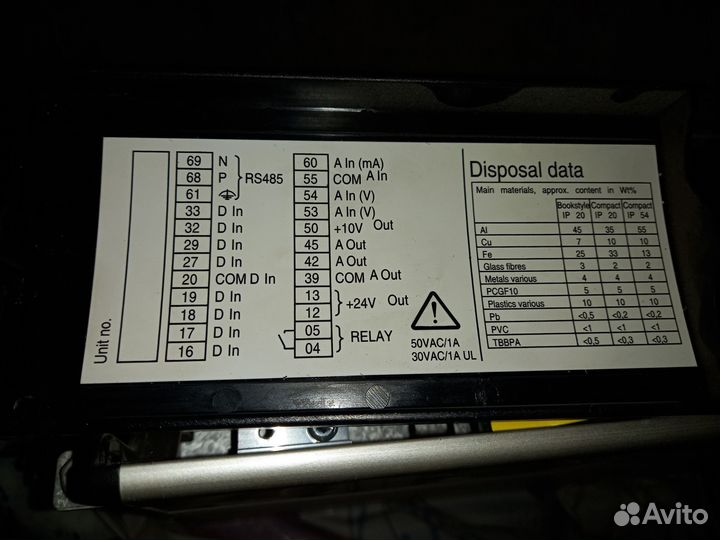 69 N
68 P RS485
61
33 D In
32 D In
29 D In
27 D In
20 COM D In
19 D In
18 D In
17 D In
16 D In
Unit no.
60 A In (mA)
55 COM A In
54 A In (V)
53 A In (V)
50 +10V Out
45 A Out
42 A Out
39 COM A Out
13 +24V Out
12
05 RELAY
04
50VAC/1A
30VAC/1A UL
Disposal data
Main materials, approx. content in Wt%
Bookstyle Compact Compact
IP 20 IP 20 IP 54
Al 45 35 55
Cu 7 10 10
Fe 25 33 13
Glass fibres 3 2 2
Metals various 4 4 4
PCGF10 5 5 5
Plastics various 10 10 10
Pb <0,5 <0,2 <0,2
PVC <1 <1 <1
TBBPA <0,5 <0,3 <0,3
Avito